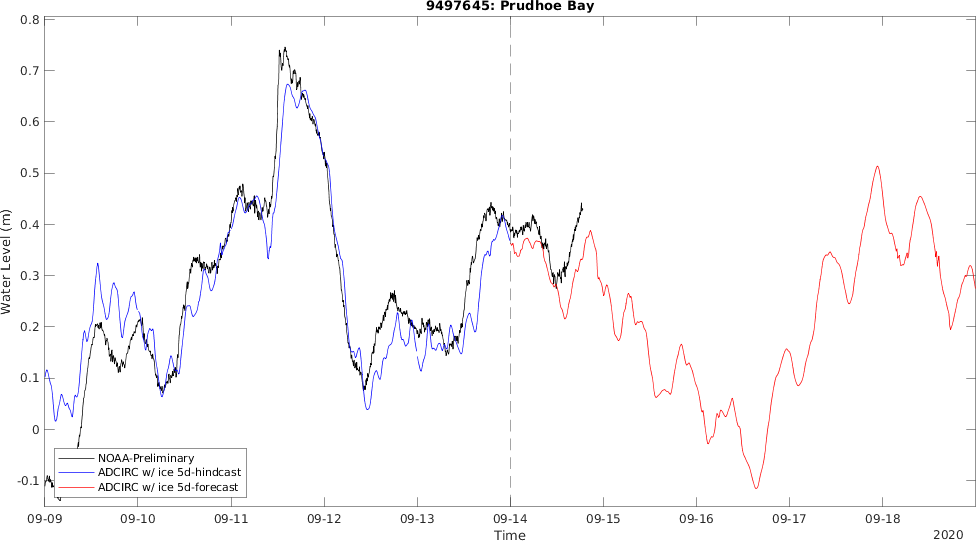 9497645: Prudhoe Bay
0.8
0.7
0.6
0.5
0.4
0.3
0.2
0.1
0
-0.1
Water Level (m)
NOAA-Preliminary
ADCIRC w/ ice 5d-hindcast
ADCIRC w/ ice 5d-forecast
09-09 09-10 09-11 09-12 09-13 09-14 09-15 09-16 09-17 09-18
Time
2020